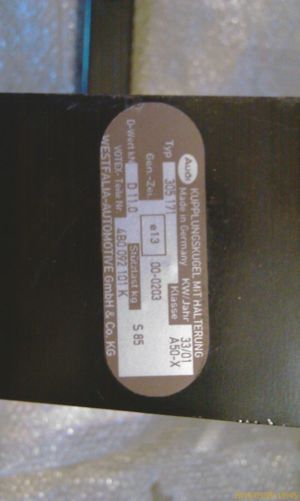 Audi KUPPLUNGSKUGEL MIT HALTERUNG
Made in Germany KW/Jahr 33/01
Typ 305 171 Klasse A50-X
Gen.-Zei. e13 00-0203
D-Wert kN D 11.0 Stützlast kg S 85
VOTEX-Teile Nr. 4B0 092 101 K
WESTFALIA-AUTOMOTIVE GmbH & Co. KG